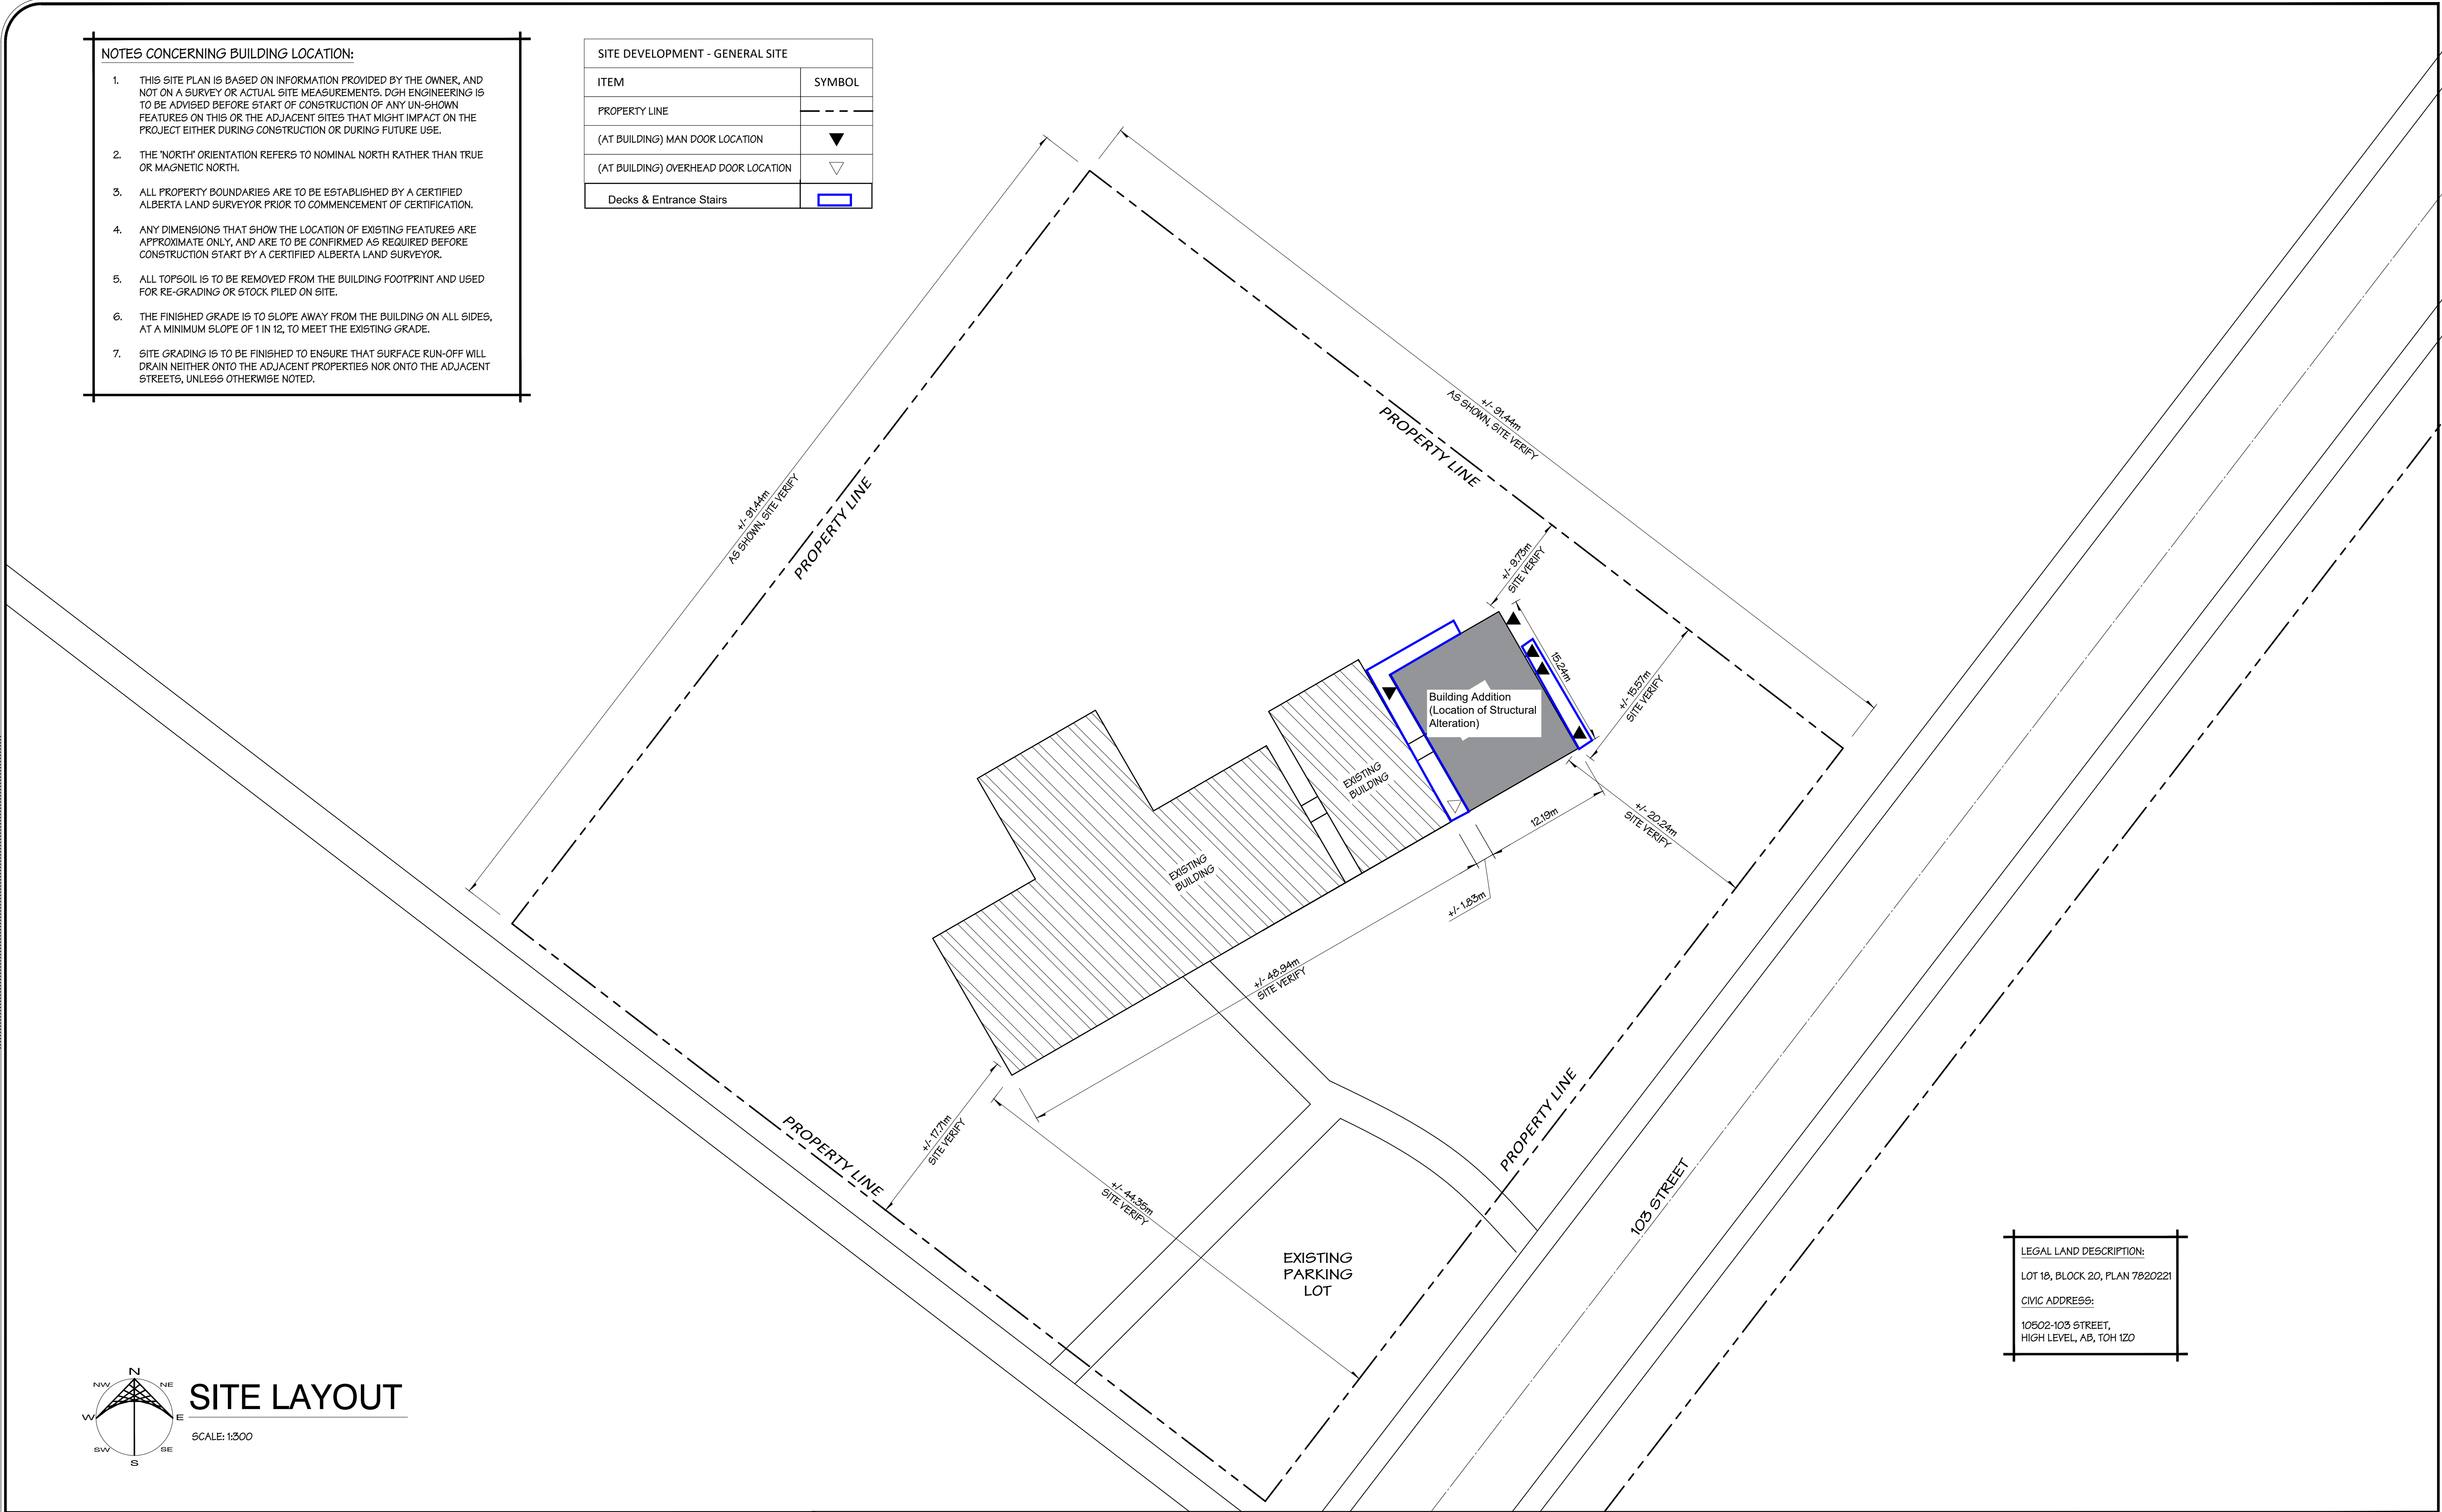 NOTES CONCERNING BUILDING LOCATION:
1. THIS SITE PLAN IS BASED ON INFORMATION PROVIDED BY THE OWNER, AND
NOT ON A SURVEY OR ACTUAL SITE MEASUREMENTS. DGH ENGINEERING IS
TO BE ADVISED BEFORE START OF CONSTRUCTION OF ANY UN-SHOWN
FEATURES ON THIS OR THE ADJACENT SITES THAT MIGHT IMPACT ON THE
PROJECT EITHER DURING CONSTRUCTION OR DURING FUTURE USE.
2. THE 'NORTH' ORIENTATION REFERS TO NOMINAL NORTH RATHER THAN TRUE
OR MAGNETIC NORTH.
3. ALL PROPERTY BOUNDARIES ARE TO BE ESTABLISHED BY A CERTIFIED
ALBERTA LAND SURVEYOR PRIOR TO COMMENCEMENT OF CERTIFICATION.
4. ANY DIMENSIONS THAT SHOW THE LOCATION OF EXISTING FEATURES ARE
APPROXIMATE ONLY, AND ARE TO BE CONFIRMED AS REQUIRED BEFORE
CONSTRUCTION START BY A CERTIFIED ALBERTA LAND SURVEYOR.
5. ALL TOPSOIL IS TO BE REMOVED FROM THE BUILDING FOOTPRINT AND USED
FOR RE-GRADING OR STOCK PILED ON SITE.
6. THE FINISHED GRADE IS TO SLOPE AWAY FROM THE BUILDING ON ALL SIDES,
AT A MINIMUM SLOPE OF 1 IN 12, TO MEET THE EXISTING GRADE.
7. SITE GRADING IS TO BE FINISHED TO ENSURE THAT SURFACE RUN-OFF WILL
DRAIN NEITHER ONTO THE ADJACENT PROPERTIES NOR ONTO THE ADJACENT
STREETS, UNLESS OTHERWISE NOTED.
SITE DEVELOPMENT - GENERAL SITE
ITEM SYMBOL
PROPERTY LINE
(AT BUILDING) MAN DOOR LOCATION
(AT BUILDING) OVERHEAD DOOR LOCATION
Decks & Entrance Stairs
+/- 91.44m
AS SHOWN, SITE VERIFY
PROPERTY LINE
+/- 91.44m
AS SHOWN, SITE VERIFY
PROPERTY LINE
+/- 9.73m
SITE VERIFY
15.24m
+/- 15.57m
SITE VERIFY
Building Addition
(Location of Structural
Alteration)
EXISTING
BUILDING
12.19m
+/- 20.24m
SITE VERIFY
EXISTING
BUILDING
+/- 1.83m
+/- 48.94m
SITE VERIFY
+/- 17.71m
SITE VERIFY
PROPERTY LINE
+/- 44.35m
SITE VERIFY
PROPERTY LINE
103 STREET
EXISTING
PARKING
LOT
LEGAL LAND DESCRIPTION:
LOT 18, BLOCK 20, PLAN 7820221
CIVIC ADDRESS:
10502-103 STREET,
HIGH LEVEL, AB, T0H 1Z0
N
NW NE
W E
SW SE
S
SITE LAYOUT
SCALE: 1:300